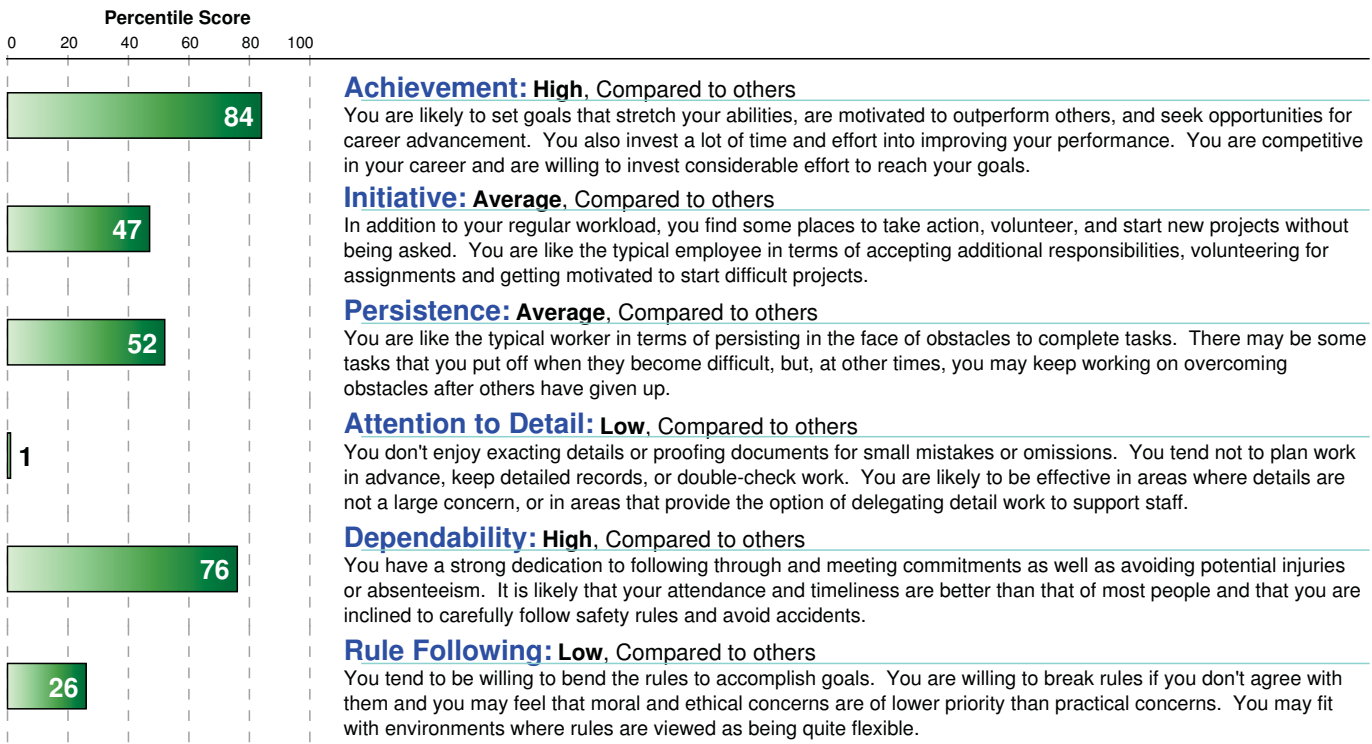 Percentile Score
0 20 40 60 80 100
84
Achievement: High, Compared to others
You are likely to set goals that stretch your abilities, are motivated to outperform others, and seek opportunities for
career advancement.  You also invest a lot of time and effort into improving your performance.  You are competitive
in your career and are willing to invest considerable effort to reach your goals.
47
Initiative: Average, Compared to others
In addition to your regular workload, you find some places to take action, volunteer, and start new projects without
being asked.  You are like the typical employee in terms of accepting additional responsibilities, volunteering for
assignments and getting motivated to start difficult projects.
52
Persistence: Average, Compared to others
You are like the typical worker in terms of persisting in the face of obstacles to complete tasks.  There may be some
tasks that you put off when they become difficult, but, at other times, you may keep working on overcoming
obstacles after others have given up.
1
Attention to Detail: Low, Compared to others
You don't enjoy exacting details or proofing documents for small mistakes or omissions.  You tend not to plan work
in advance, keep detailed records, or double-check work.  You are likely to be effective in areas where details are
not a large concern, or in areas that provide the option of delegating detail work to support staff.
76
Dependability: High, Compared to others
You have a strong dedication to following through and meeting commitments as well as avoiding potential injuries
or absenteeism.  It is likely that your attendance and timeliness are better than that of most people and that you are
inclined to carefully follow safety rules and avoid accidents.
26
Rule Following: Low, Compared to others
You tend to be willing to bend the rules to accomplish goals.  You are willing to break rules if you don't agree with
them and you may feel that moral and ethical concerns are of lower priority than practical concerns.  You may fit
with environments where rules are viewed as being quite flexible.